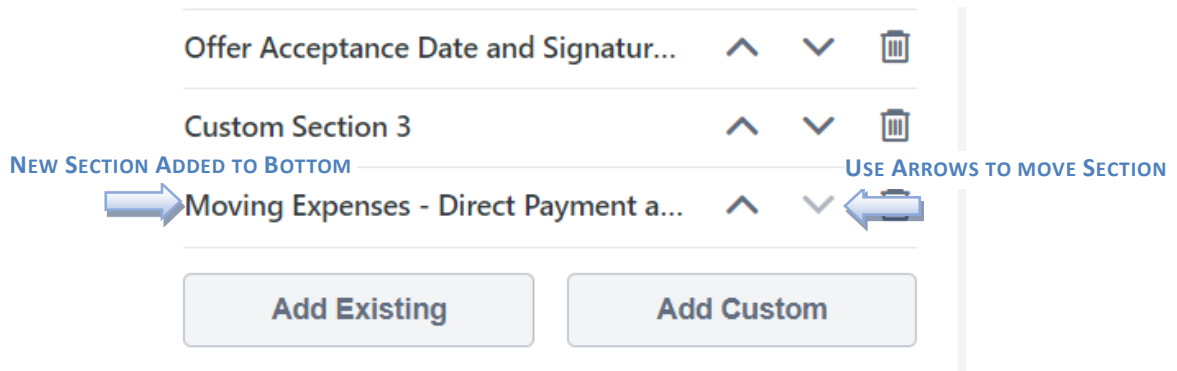 Offer Acceptance Date and Signatur...
Custom Section 3
NEW SECTION ADDED TO BOTTOM
USE ARROWS TO MOVE SECTION
Moving Expenses - Direct Payment a...
Add Existing
Add Custom